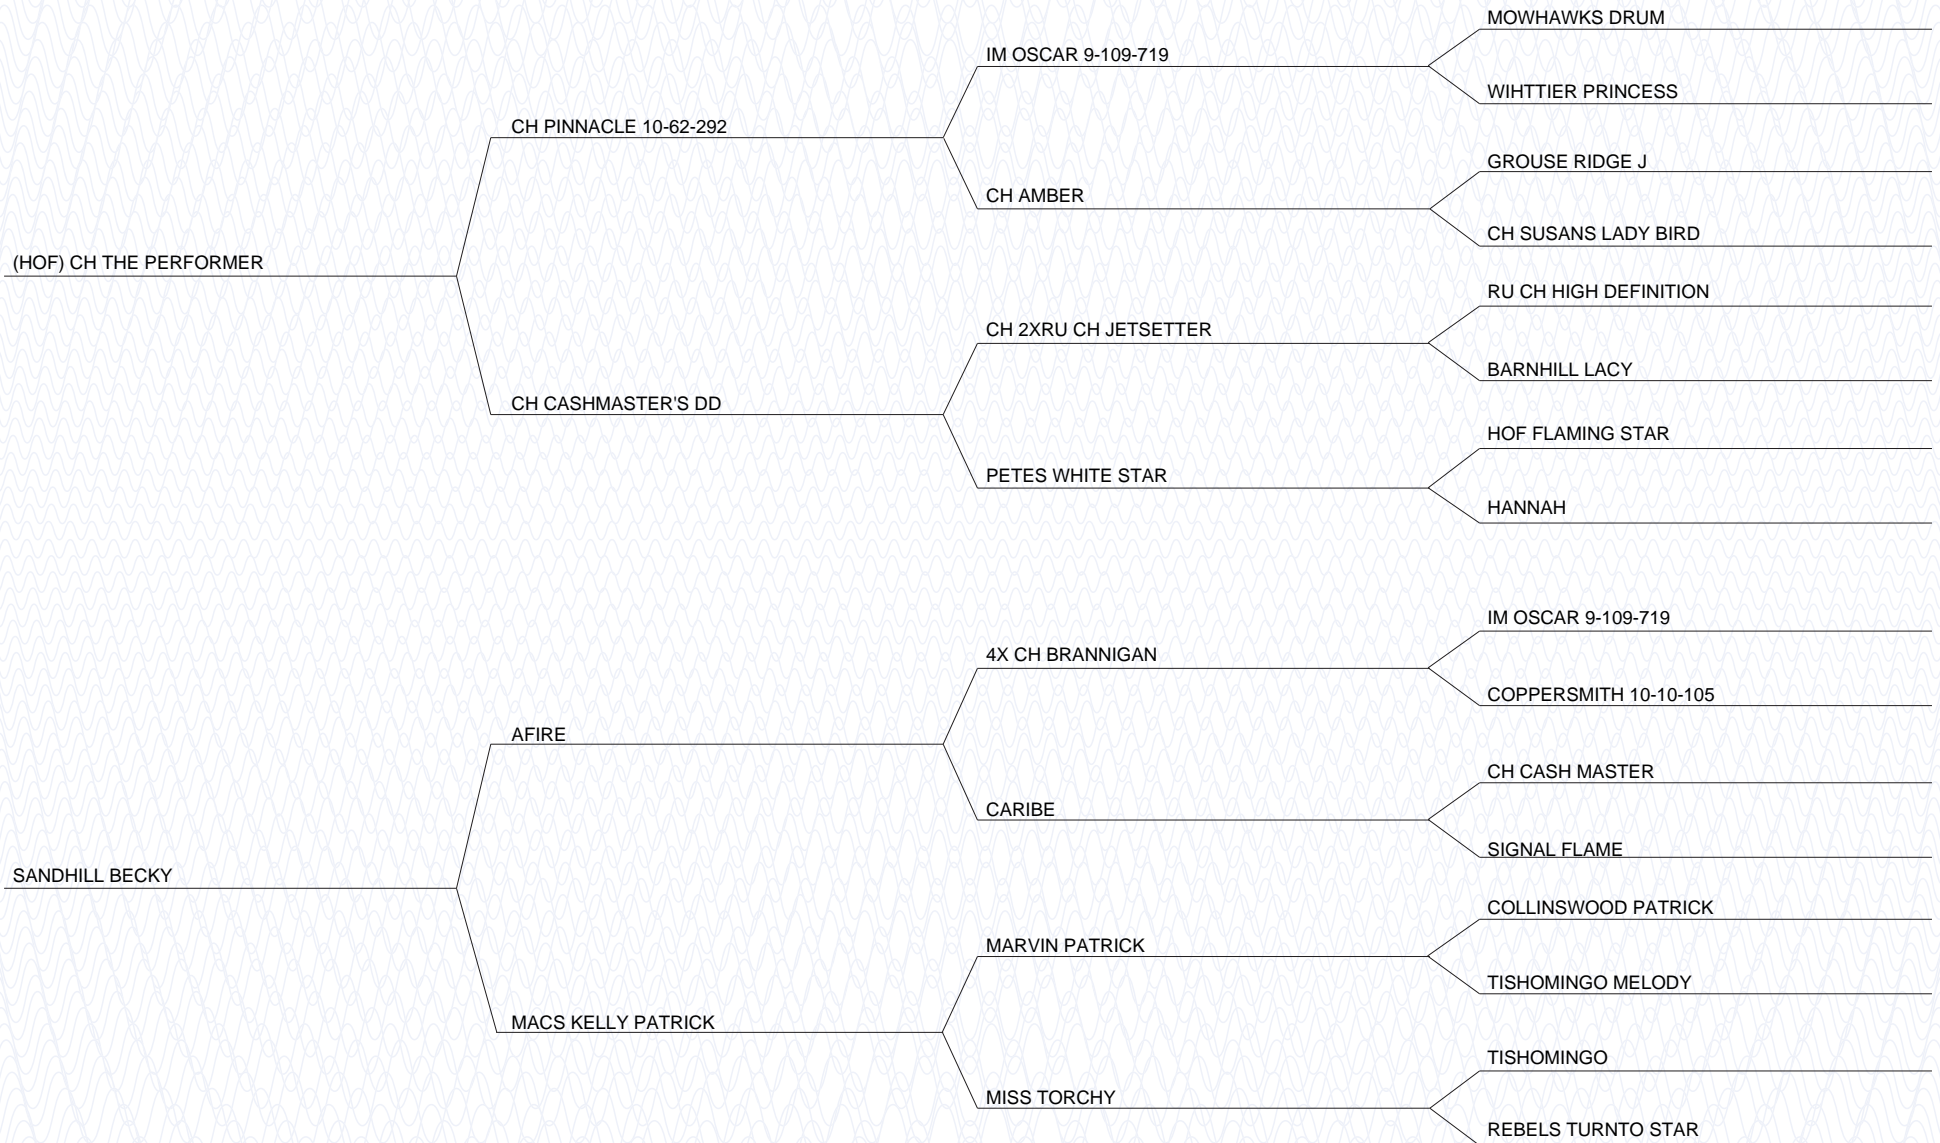 MOWHAWKS DRUM
IM OSCAR 9-109-719
WIHTTIER PRINCESS
CH PINNACLE 10-62-292
GROUSE RIDGE J
CH AMBER
CH SUSANS LADY BIRD
(HOF) CH THE PERFORMER
RU CH HIGH DEFINITION
CH 2XRU CH JETSETTER
BARNHILL LACY
CH CASHMASTER'S DD
HOF FLAMING STAR
PETES WHITE STAR
HANNAH
IM OSCAR 9-109-719
4X CH BRANNIGAN
COPPERSMITH 10-10-105
AFIRE
CH CASH MASTER
CARIBE
SIGNAL FLAME
SANDHILL BECKY
COLLINSWOOD PATRICK
MARVIN PATRICK
TISHOMINGO MELODY
MACS KELLY PATRICK
TISHOMINGO
MISS TORCHY
REBELS TURNTO STAR